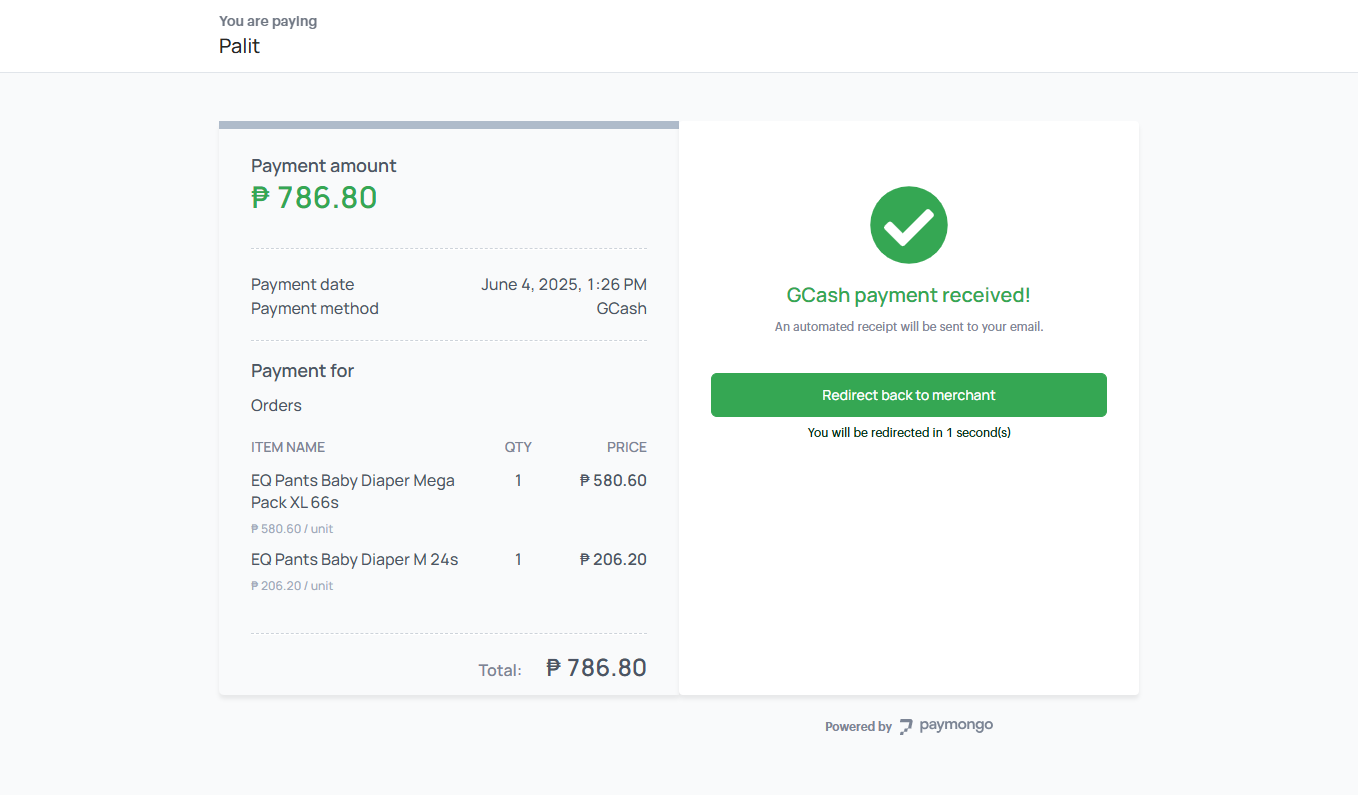 You are paying
Palit
Payment amount
₱ 786.80
Payment date June 4, 2025, 1:26 PM
Payment method GCash
Payment for
Orders
ITEM NAME QTY PRICE
EQ Pants Baby Diaper Mega 1 ₱ 580.60
Pack XL 66s
₱ 580.60 / unit
EQ Pants Baby Diaper M 24s 1 ₱ 206.20
₱ 206.20 / unit
Total: ₱ 786.80
GCash payment received!
An automated receipt will be sent to your email.
Redirect back to merchant
You will be redirected in 1 second(s)
Powered by paymongo